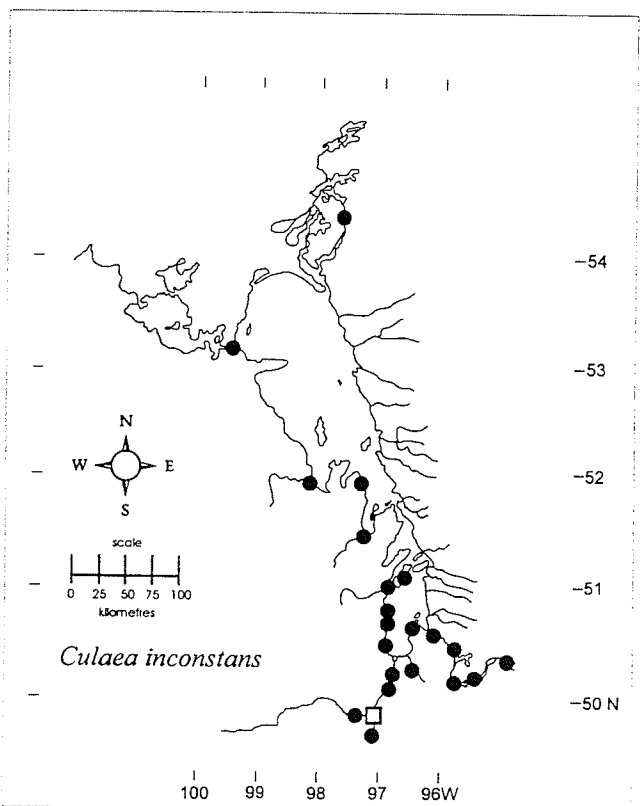 –54
–53
N
W E
S
–52
scale
0 25 50 75 100
kilometres
–51
Culaea inconstans
–50 N
100 99 98 97 96W